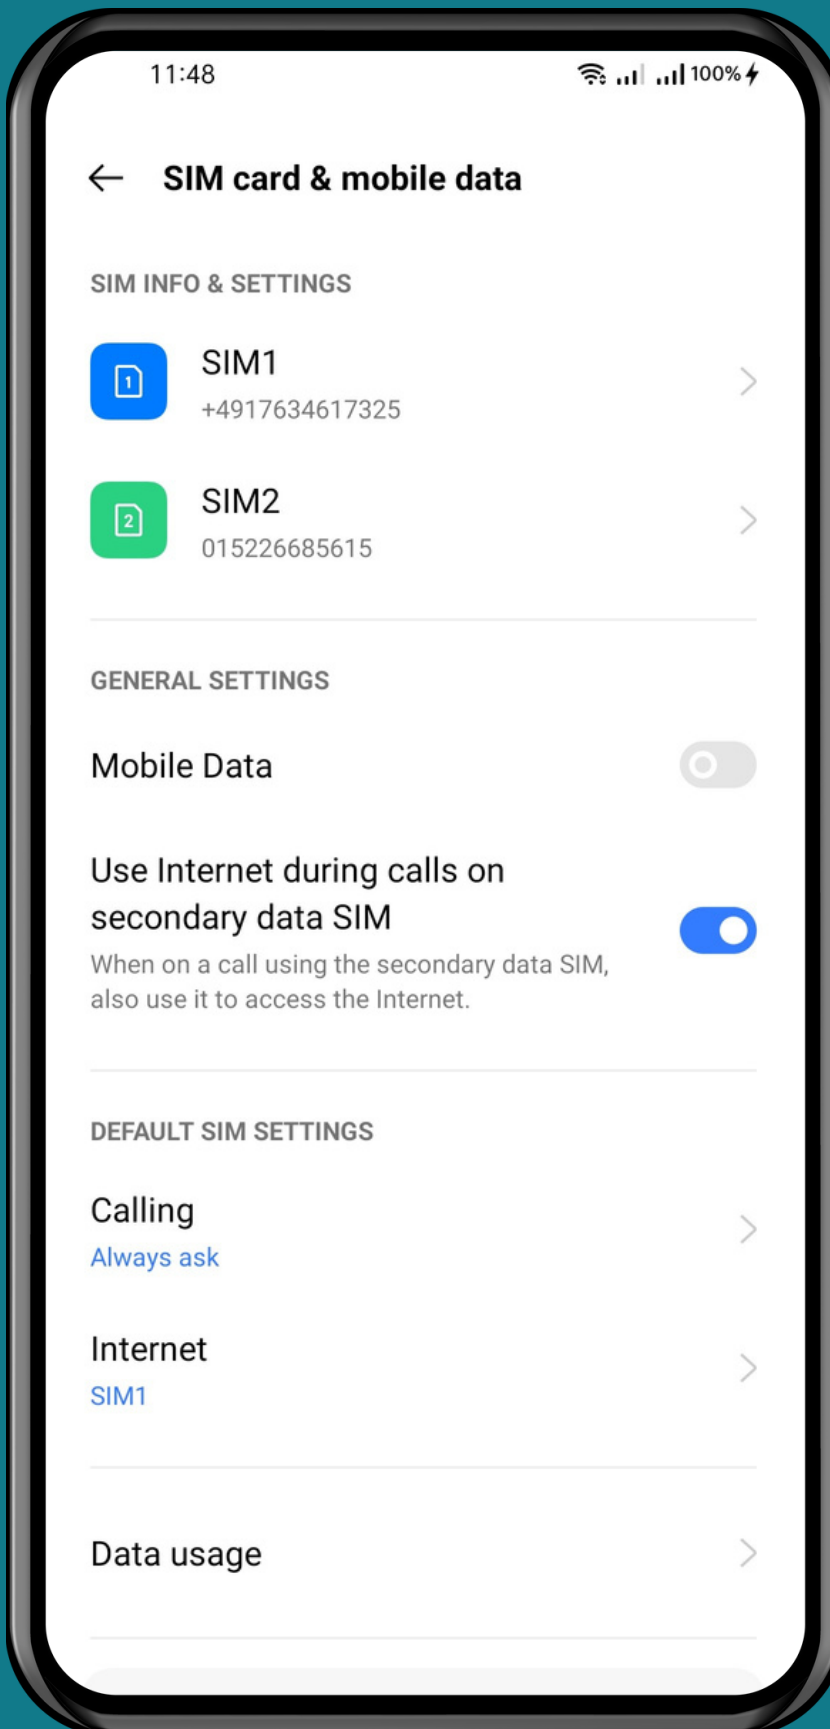 11:48
100%
SIM card & mobile data
SIM INFO & SETTINGS
1
SIM1
+4917634617325
2
SIM2
015226685615
GENERAL SETTINGS
Mobile Data
Use Internet during calls on
secondary data SIM
When on a call using the secondary data SIM,
also use it to access the Internet.
DEFAULT SIM SETTINGS
Calling
Always ask
Internet
SIM1
Data usage